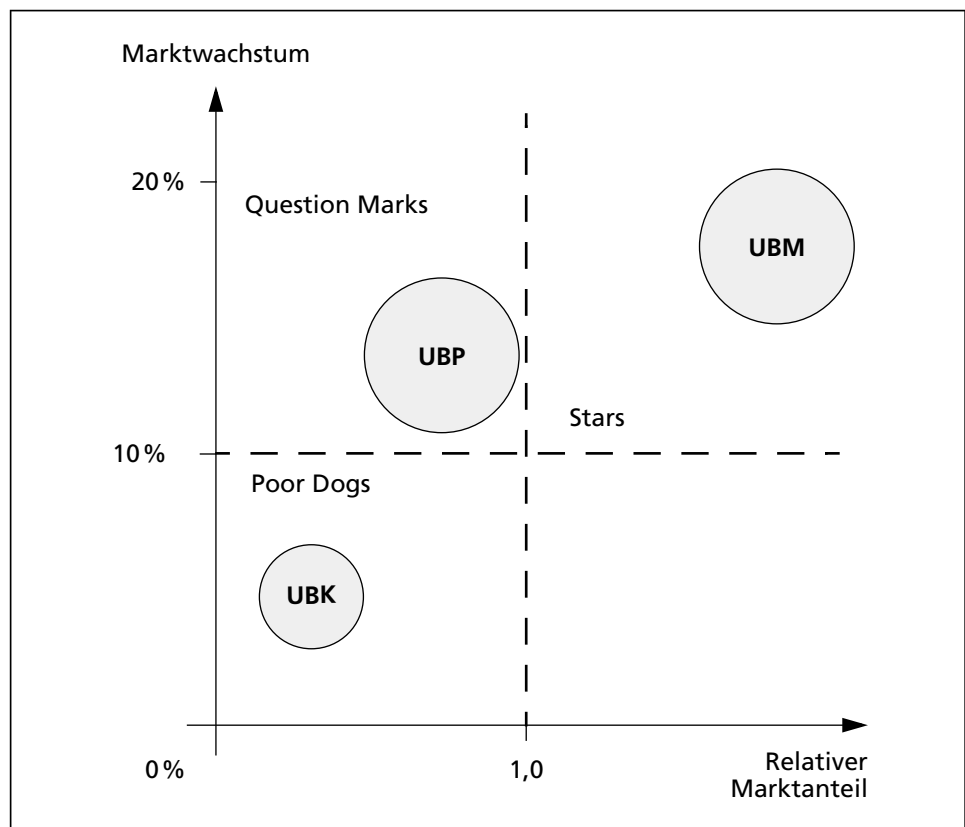 Marktwachstum
20 %
Question Marks
UBM
UBP
Stars
10 %
Poor Dogs
UBK
0 %
1,0
Relativer
Marktanteil